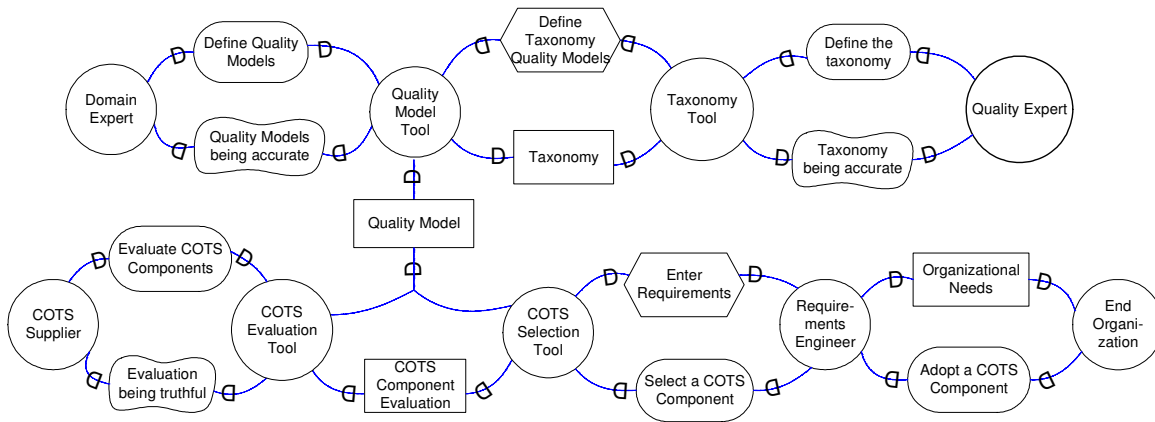 Define Quality
Models
Define
Taxonomy
Quality Models
Define the
taxonomy
Domain
Expert
Quality
Model
Tool
Taxonomy
Tool
Quality Expert
Quality Models
being accurate
Taxonomy
Taxonomy
being accurate
Quality Model
Evaluate COTS
Components
Enter
Requirements
Organizational
Needs
COTS
Supplier
COTS
Evaluation
Tool
COTS
Selection
Tool
Require-
ments
Engineer
End
Organi-
zation
Evaluation
being truthful
COTS
Component
Evaluation
Select a COTS
Component
Adopt a COTS
Component